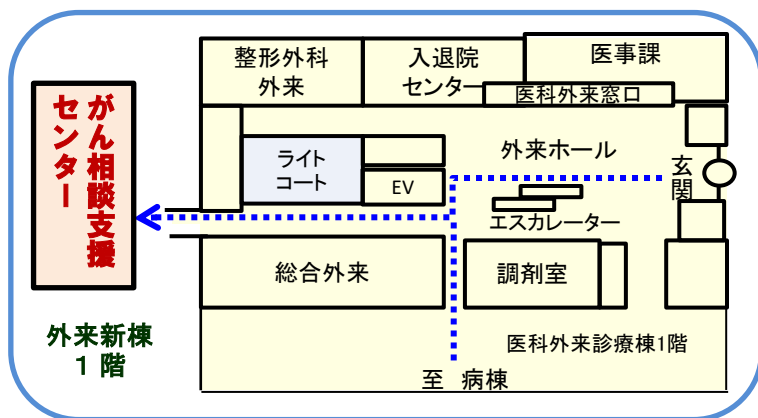 整形外科
外来
入退院
センター
医事課
医科外来窓口
がん相談支援
センター
ライト
コート
EV
外来ホール
玄関
エスカレーター
総合外来
調剤室
外来新棟
1 階
医科外来診療棟1階
至 病棟